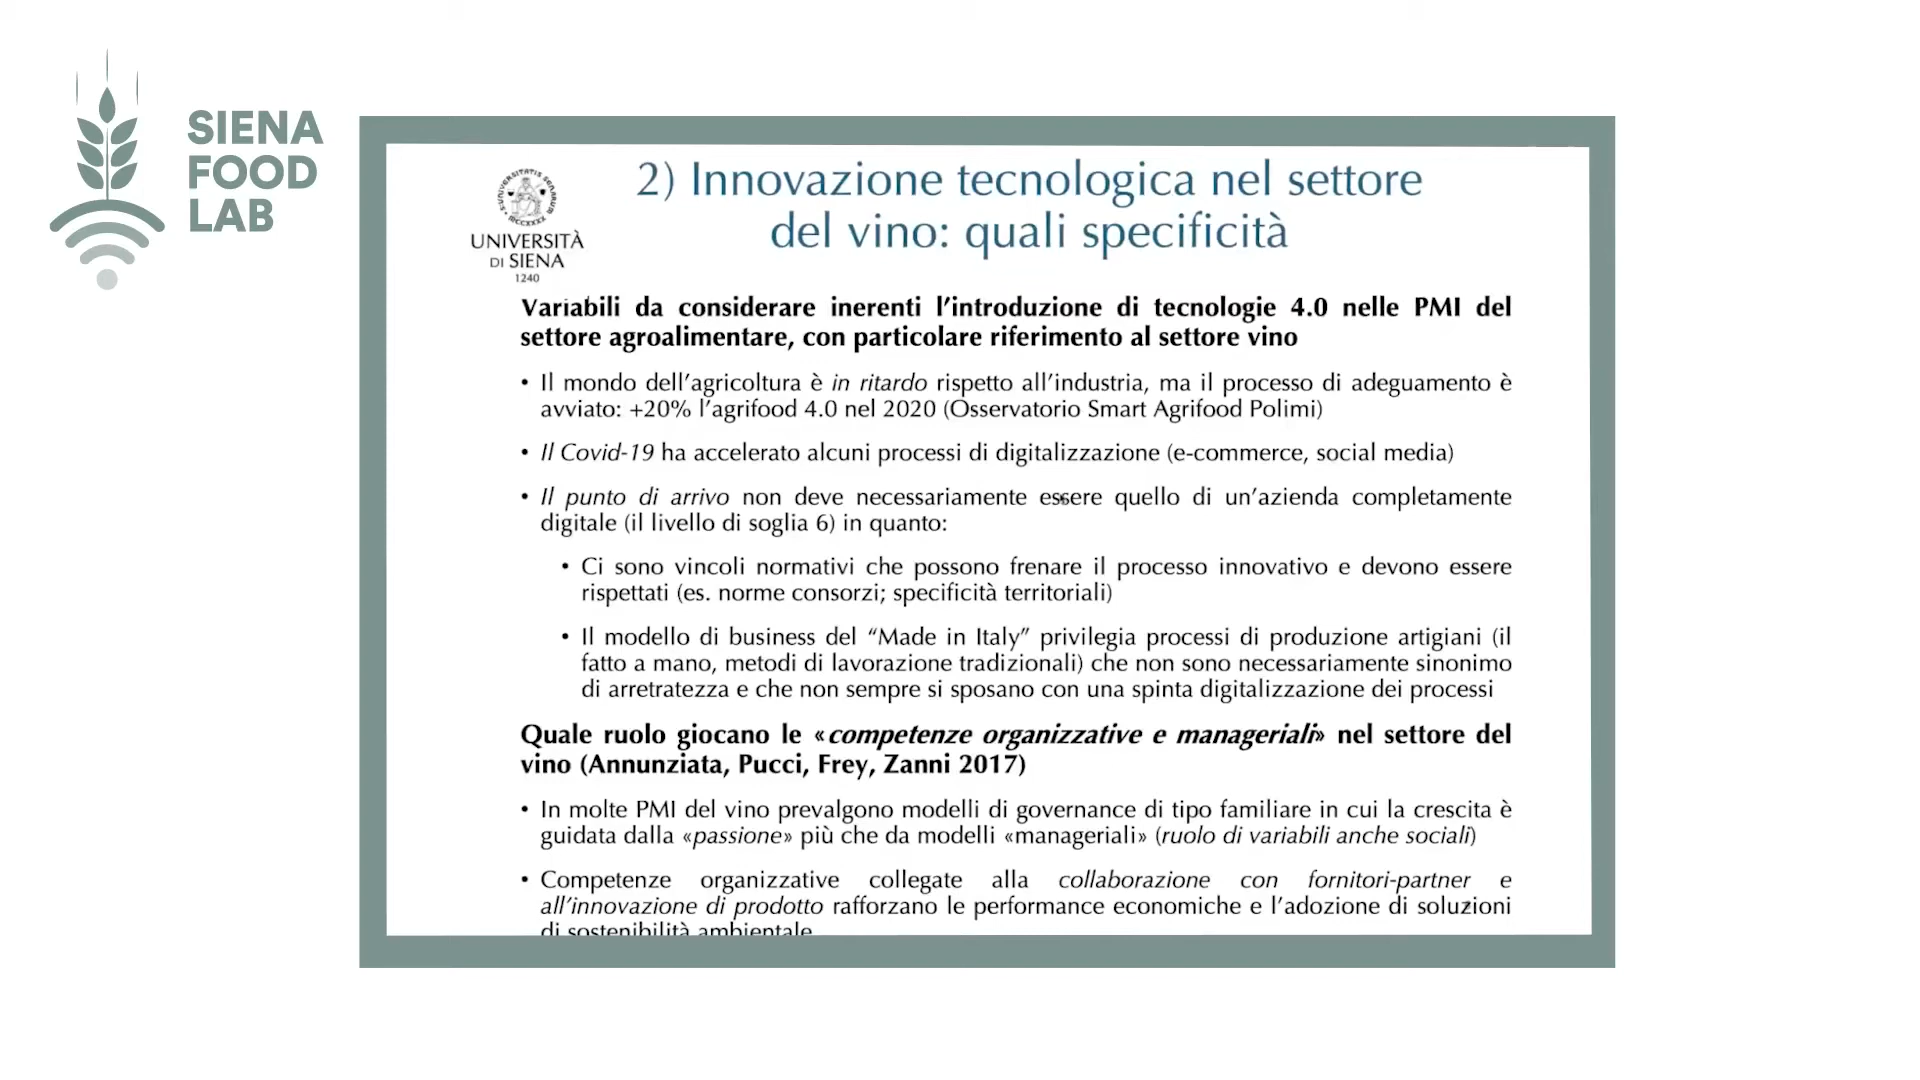 SIENA
FOOD
LAB
UNIVERSITÀ
DI SIENA
1240
2) Innovazione tecnologica nel settore
del vino: quali specificità
Variabili da considerare inerenti l’introduzione di tecnologie 4.0 nelle PMI del
settore agroalimentare, con particolare riferimento al settore vino
• Il mondo dell’agricoltura è in ritardo rispetto all’industria, ma il processo di adeguamento è
avviato: +20% l’agrifood 4.0 nel 2020 (Osservatorio Smart Agrifood Polimi)
• Il Covid-19 ha accelerato alcuni processi di digitalizzazione (e-commerce, social media)
• Il punto di arrivo non deve necessariamente essere quello di un’azienda completamente
digitale (il livello di soglia 6) in quanto:
• Ci sono vincoli normativi che possono frenare il processo innovativo e devono essere
rispettati (es. norme consorzi; specificità territoriali)
• Il modello di business del “Made in Italy” privilegia processi di produzione artigiani (il
fatto a mano, metodi di lavorazione tradizionali) che non sono necessariamente sinonimo
di arretratezza e che non sempre si sposano con una spinta digitalizzazione dei processi
Quale ruolo giocano le «competenze organizzative e manageriali» nel settore del
vino (Annunziata, Pucci, Frey, Zanni 2017)
• In molte PMI del vino prevalgono modelli di governance di tipo familiare in cui la crescita è
guidata dalla «passione» più che da modelli «manageriali» (ruolo di variabili anche sociali)
• Competenze organizzative collegate alla collaborazione con fornitori-partner e
all’innovazione di prodotto rafforzano le performance economiche e l’adozione di soluzioni
di sostenibilità ambientale